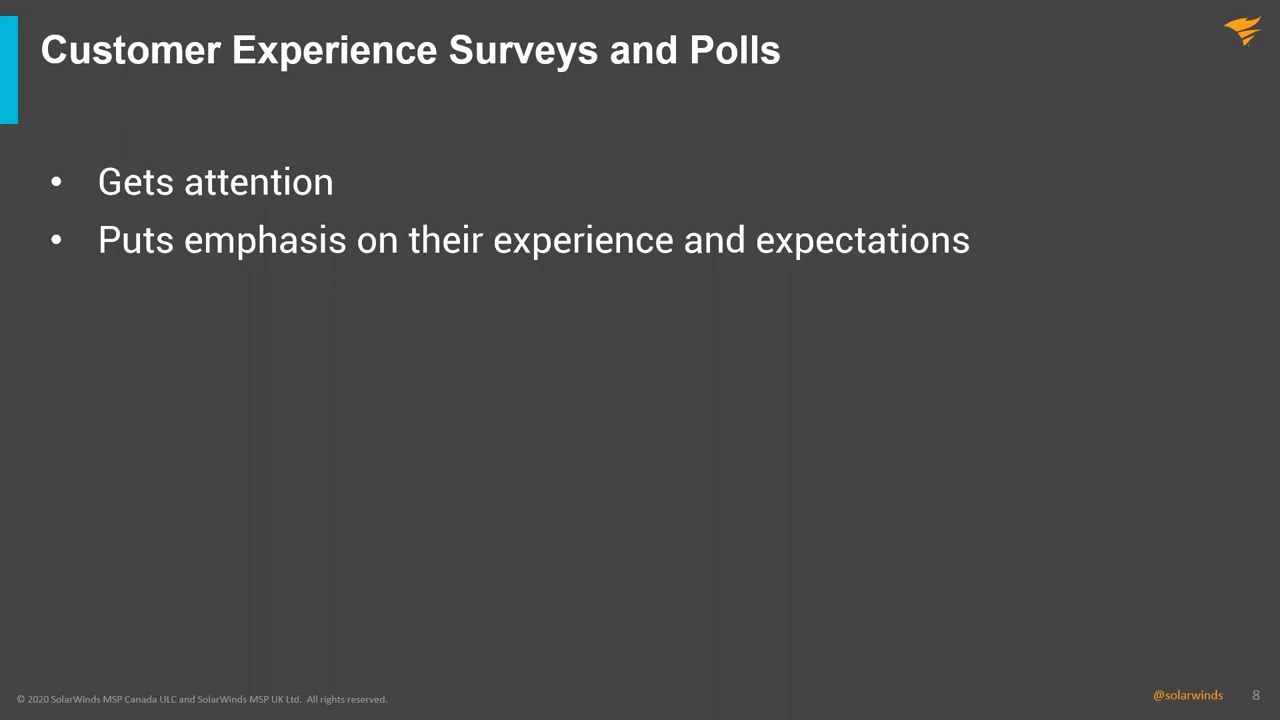 Customer Experience Surveys and Polls
• Gets attention
• Puts emphasis on their experience and expectations
© 2020 SolarWinds MSP Canada ULC and SolarWinds MSP UK Ltd. All rights reserved.
@solarwinds 8